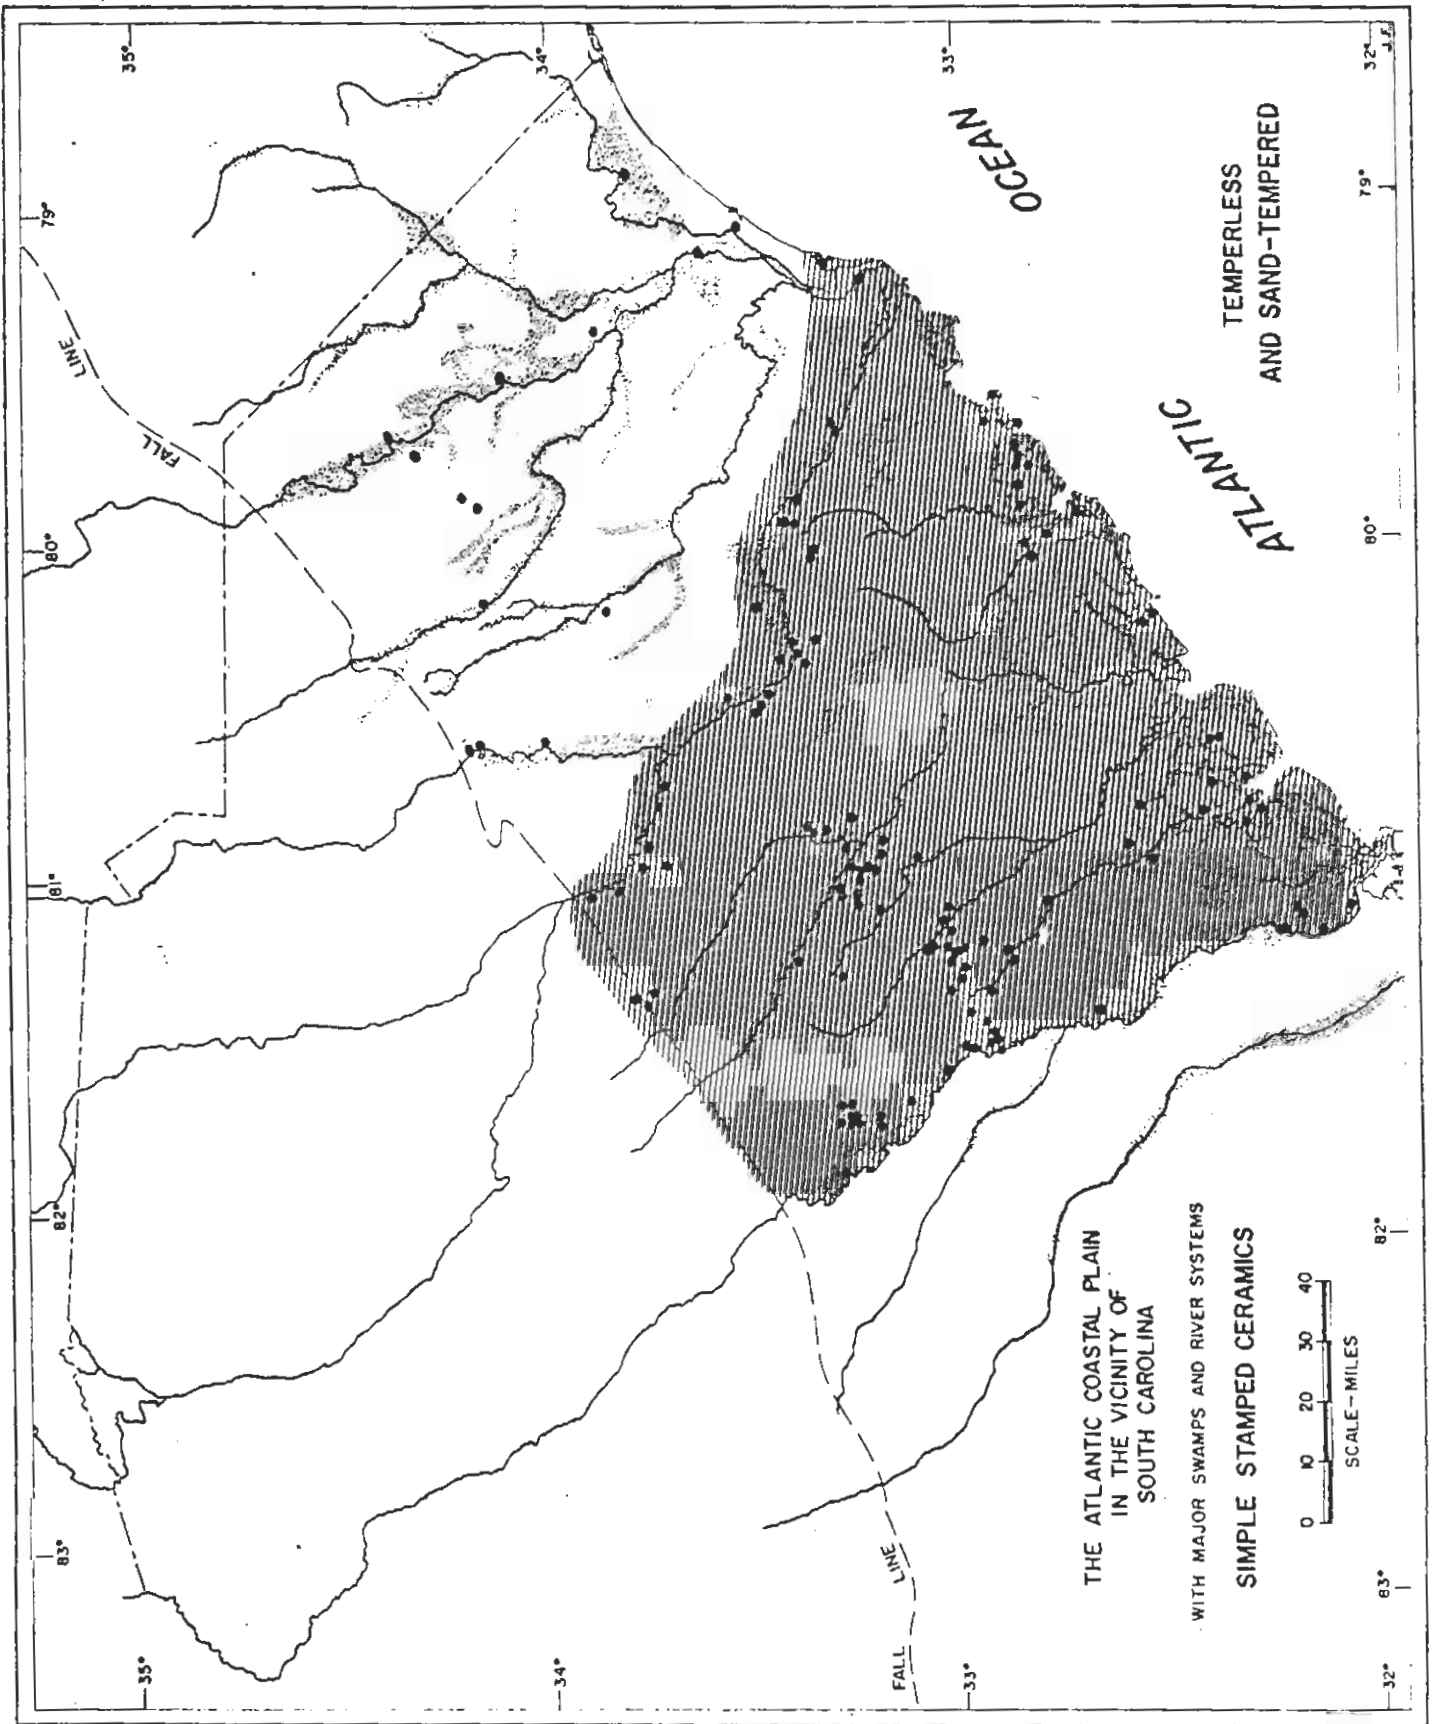 35°
34°
33°
32°
79°
80°
81°
82°
83°
79°
80°
82°
83°
35°
34°
33°
32°
LINE
FALL
FALL
LINE
ATLANTIC
OCEAN
TEMPERLESS
AND SAND-TEMPERED
THE ATLANTIC COASTAL PLAIN
IN THE VICINITY OF
SOUTH CAROLINA
WITH MAJOR SWAMPS AND RIVER SYSTEMS
SIMPLE STAMPED CERAMICS
0 10 20 30 40
SCALE-MILES